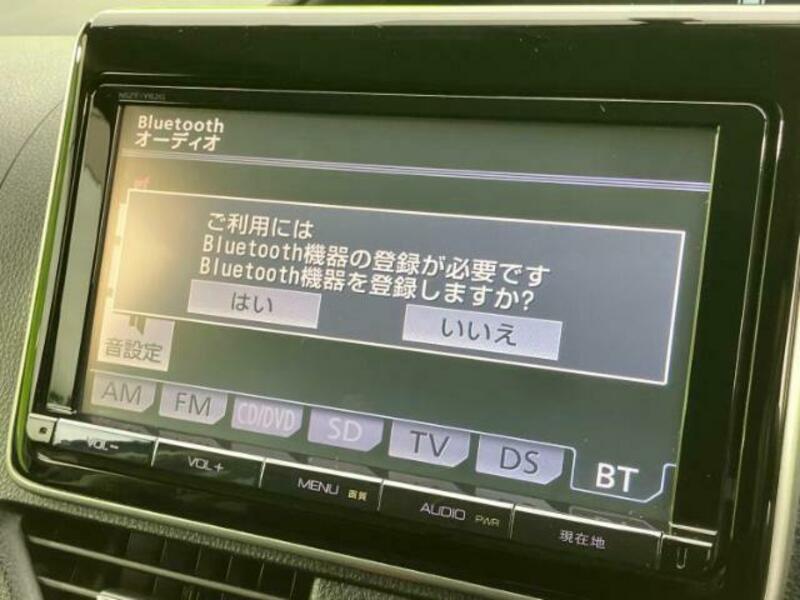 Bluetooth
オーディオ
ご利用には
Bluetooth機器の登録が必要です
Bluetooth機器を登録しますか?
はい
いいえ
音設定
AM
FM
CD/DVD
SD
TV
DS
BT
VOL-
VOL+
MENU 画質
AUDIO PWR
現在地